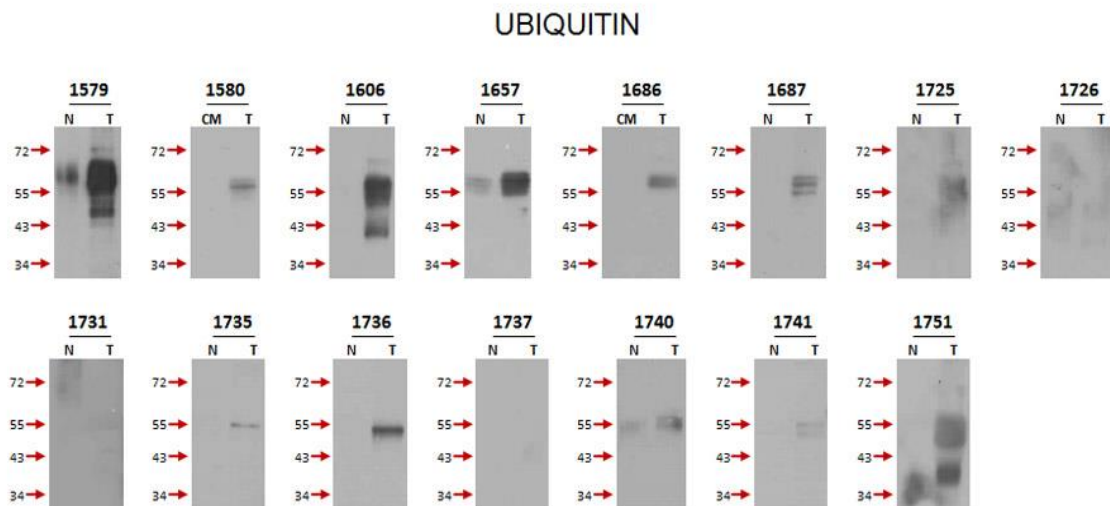 UBIQUITIN
1579 1580 1606 1657 1686 1687 1725 1726
N T CM T N T N T CM T N T N T N T
72 72 72 72 72 72 72 72
55 55 55 55 55 55 55 55
43 43 43 43 43 43 43 43
34 34 34 34 34 34 34 34
1731 1735 1736 1737 1740 1741 1751
N T N T N T N T N T N T N T
72 72 72 72 72 72 72
55 55 55 55 55 55 55
43 43 43 43 43 43 43
34 34 34 34 34 34 34